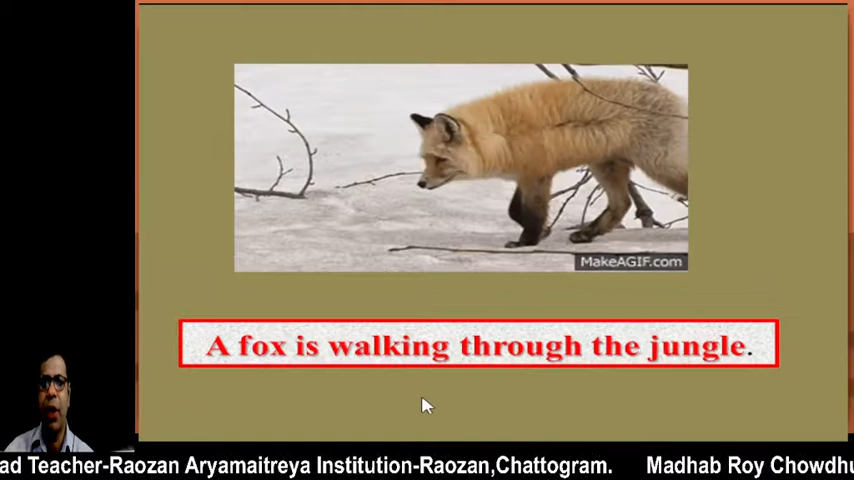 MakeAGIF.com
A fox is walking through the jungle.
ad Teacher-Raozan Aryamaitreya Institution-Raozan,Chattogram. Madhab Roy Chowdhu